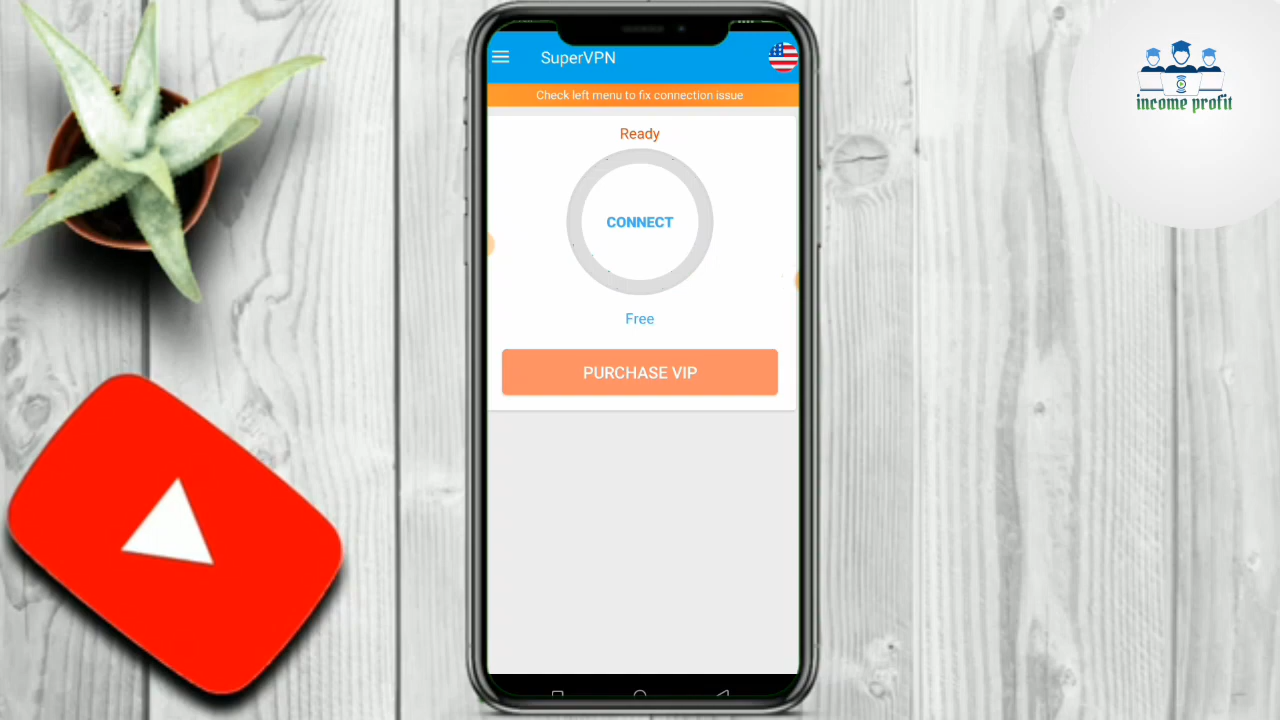 SuperVPN
Check left menu to fix connection issue
Ready
CONNECT
Free
PURCHASE VIP
income profit